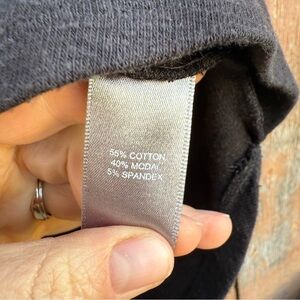 55% COTTON
40% MODAL
5% SPANDEX